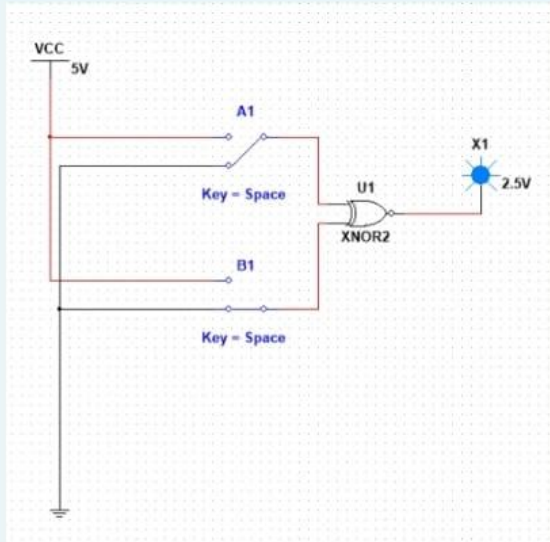 VCC
5V
A1
Key = Space
X1
2.5V
U1
XNOR2
B1
Key = Space